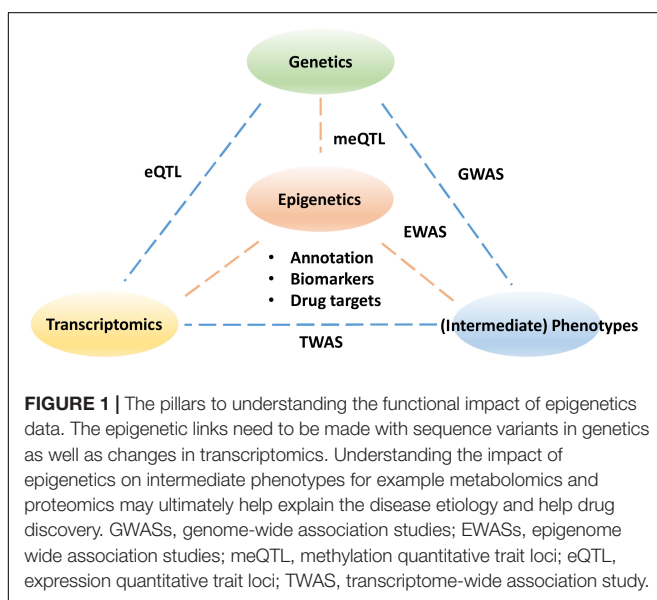 Genetics
meQTL
eQTL
GWAS
Epigenetics
EWAS
• Annotation
• Biomarkers
• Drug targets
Transcriptomics
(Intermediate) Phenotypes
TWAS
FIGURE 1 | The pillars to understanding the functional impact of epigenetics
data. The epigenetic links need to be made with sequence variants in genetics
as well as changes in transcriptomics. Understanding the impact of
epigenetics on intermediate phenotypes for example metabolomics and
proteomics may ultimately help explain the disease etiology and help drug
discovery. GWASs, genome-wide association studies; EWASs, epigenome
wide association studies; meQTL, methylation quantitative trait loci; eQTL,
expression quantitative trait loci; TWAS, transcriptome-wide association study.